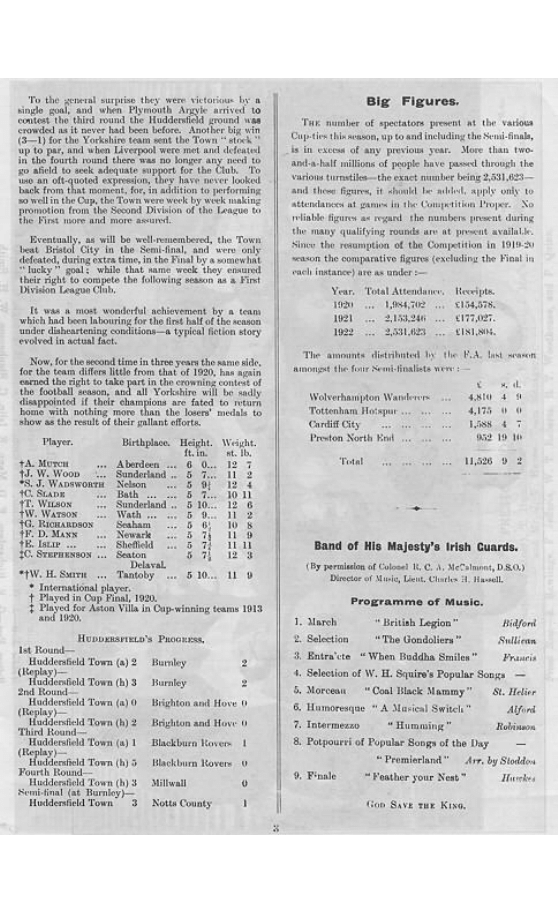 To the general surprise they were victorious by a
single goal, and when Plymouth Argyle arrived to
contest the third round the Huddersfield ground was
crowded as it never had been before. Another big win
(3—1) for the Yorkshire team sent the Town "stock"
up to par, and when Liverpool were met and defeated
in the fourth round there was no longer any need to
go afield to seek adequate support for the Club. To
use an oft-quoted expression, they have never looked
back from that moment, for, in addition to performing
so well in the Cup, the Town were week by week making
promotion from the Second Division of the League to
the First more and more assured.
Eventually, as will be well-remembered, the Town
beat Bristol City in the Semi-final, and were only
defeated, during extra time, in the Final by a somewhat
"lucky" goal; while that same week they ensured
their right to compete the following season as a First
Division League Club.
It was a most wonderful achievement by a team
which had been labouring for the first half of the season
under disheartening conditions—a typical fiction story
evolved in actual fact.
Now, for the second time in three years the same side,
for the team differs little from that of 1920, has again
earned the right to take part in the crowning contest of
the football season, and all Yorkshire will be sadly
disappointed if their champions are fated to return
home with nothing more than the losers' medals to
show as the result of their gallant efforts.
Player. Birthplace. Height. Weight.
ft. in. st. lb.
†A. MUTCH ... Aberdeen ... 6 0... 12 7
†J. W. WOOD ... Sunderland .. 5 7... 11 2
*S. J. WADSWORTH Nelson ... 5 9½ 12 4
†C. SLADE ... Bath ... ... 5 7... 10 11
†T. WILSON ... Sunderland .. 5 10... 12 6
†W. WATSON ... Wath ... ... 5 9... 11 2
†G. RICHARDSON Seaham ... 5 6½ 10 8
†F. D. MANN ... Newark ... 5 7½ 11 9
†E. ISLIP ... ... Sheffield ... 5 7¾ 11 11
‡C. STEPHENSON ... Seaton 5 7½ 12 3
Delaval.
*†W. H. SMITH ... Tantoby ... 5 10... 11 9
* International player.
† Played in Cup Final, 1920.
‡ Played for Aston Villa in Cup-winning teams 1913
and 1920.
HUDDERSFIELD'S PROGRESS.
1st Round—
Huddersfield Town (a) 2 Burnley 2
(Replay)—
Huddersfield Town (h) 3 Burnley 2
2nd Round—
Huddersfield Town (a) 0 Brighton and Hove 0
(Replay)—
Huddersfield Town (h) 2 Brighton and Hove 0
Third Round—
Huddersfield Town (a) 1 Blackburn Rovers 1
(Replay)—
Huddersfield Town (h) 5 Blackburn Rovers 0
Fourth Round—
Huddersfield Town (h) 3 Millwall 0
Semi-final (at Burnley)—
Huddersfield Town 3 Notts County 1
Big Figures.
THE number of spectators present at the various
Cup-ties this season, up to and including the Semi-finals,
is in excess of any previous year. More than two-
and-a-half millions of people have passed through the
various turnstiles—the exact number being 2,531,623—
and these figures, it should be added, apply only to
attendances at games in the Competition Proper. No
reliable figures as regard the numbers present during
the many qualifying rounds are at present available.
Since the resumption of the Competition in 1919-20
season the comparative figures (excluding the Final in
each instance) are as under :—
Year. Total Attendance. Receipts.
1920 ... 1,984,702 ... £154,578.
1921 ... 2,153,246 ... £177,027.
1922 ... 2,531,623 ... £181,804.
The amounts distributed by the F.A. last season
amongst the four Semi-finalists were :—
£ s. d.
Wolverhampton Wanderers ... 4,810 4 9
Tottenham Hotspur ... ... ... 4,175 0 0
Cardiff City ... ... ... ... 1,588 4 7
Preston North End ... ... ... 952 19 10
Total ... ... ... ... 11,526 9 2
Band of His Majesty's Irish Guards.
(By permission of Colonel R. C. A. McCalmont, D.S.O.)
Director of Music, Lieut. Charles H. Hassell.
Programme of Music.
1. March "British Legion" Bidford
2. Selection "The Gondoliers" Sullivan
3. Entra'cte "When Buddha Smiles" Francis
4. Selection of W. H. Squire's Popular Songs —
5. Morceau "Coal Black Mammy" St. Helier
6. Humoresque "A Musical Switch" Alford
7. Intermezzo "Humming" Robinson
8. Potpourri of Popular Songs of the Day —
"Premierland" Arr. by Stoddon
9. Finale "Feather your Nest"
GOD SAVE THE KING.
3